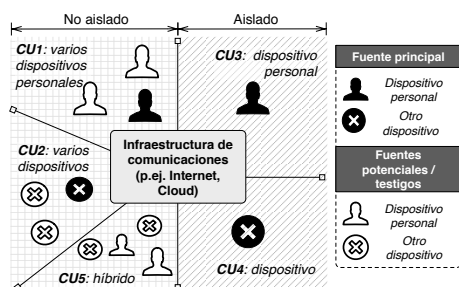 No aislado
Aislado
CU1: varios
dispositivos
personales
CU3: dispositivo
personal
CU2: varios
dispositivos
Infraestructura de
comunicaciones
(p.ej. Internet,
Cloud)
CU5: híbrido
CU4: dispositivo
Fuente principal
Dispositivo
personal
Otro
dispositivo
Fuentes
potenciales /
testigos
Dispositivo
personal
Otro
dispositivo